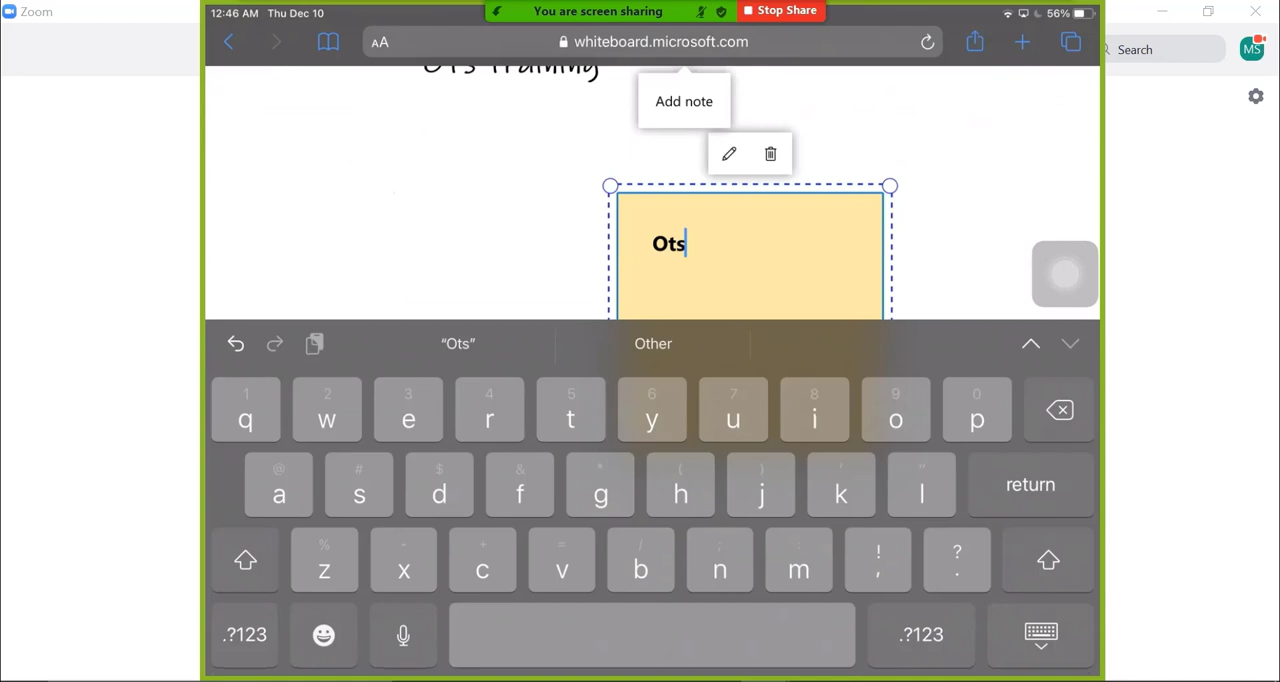 Zoom
12:46 AM Thu Dec 10
You are screen sharing
Stop Share
56%
AA
whiteboard.microsoft.com
Search
MS
Ots Training
Add note
Ots
“Ots”
Other
1 2 3 4 5 6 7 8 9 0
q w e r t y u i o p
@ # $ & * ( ) ' "
a s d f g h j k l return
% - + = / ; : ! ?
z x c v b n m , .
.?123 .?123